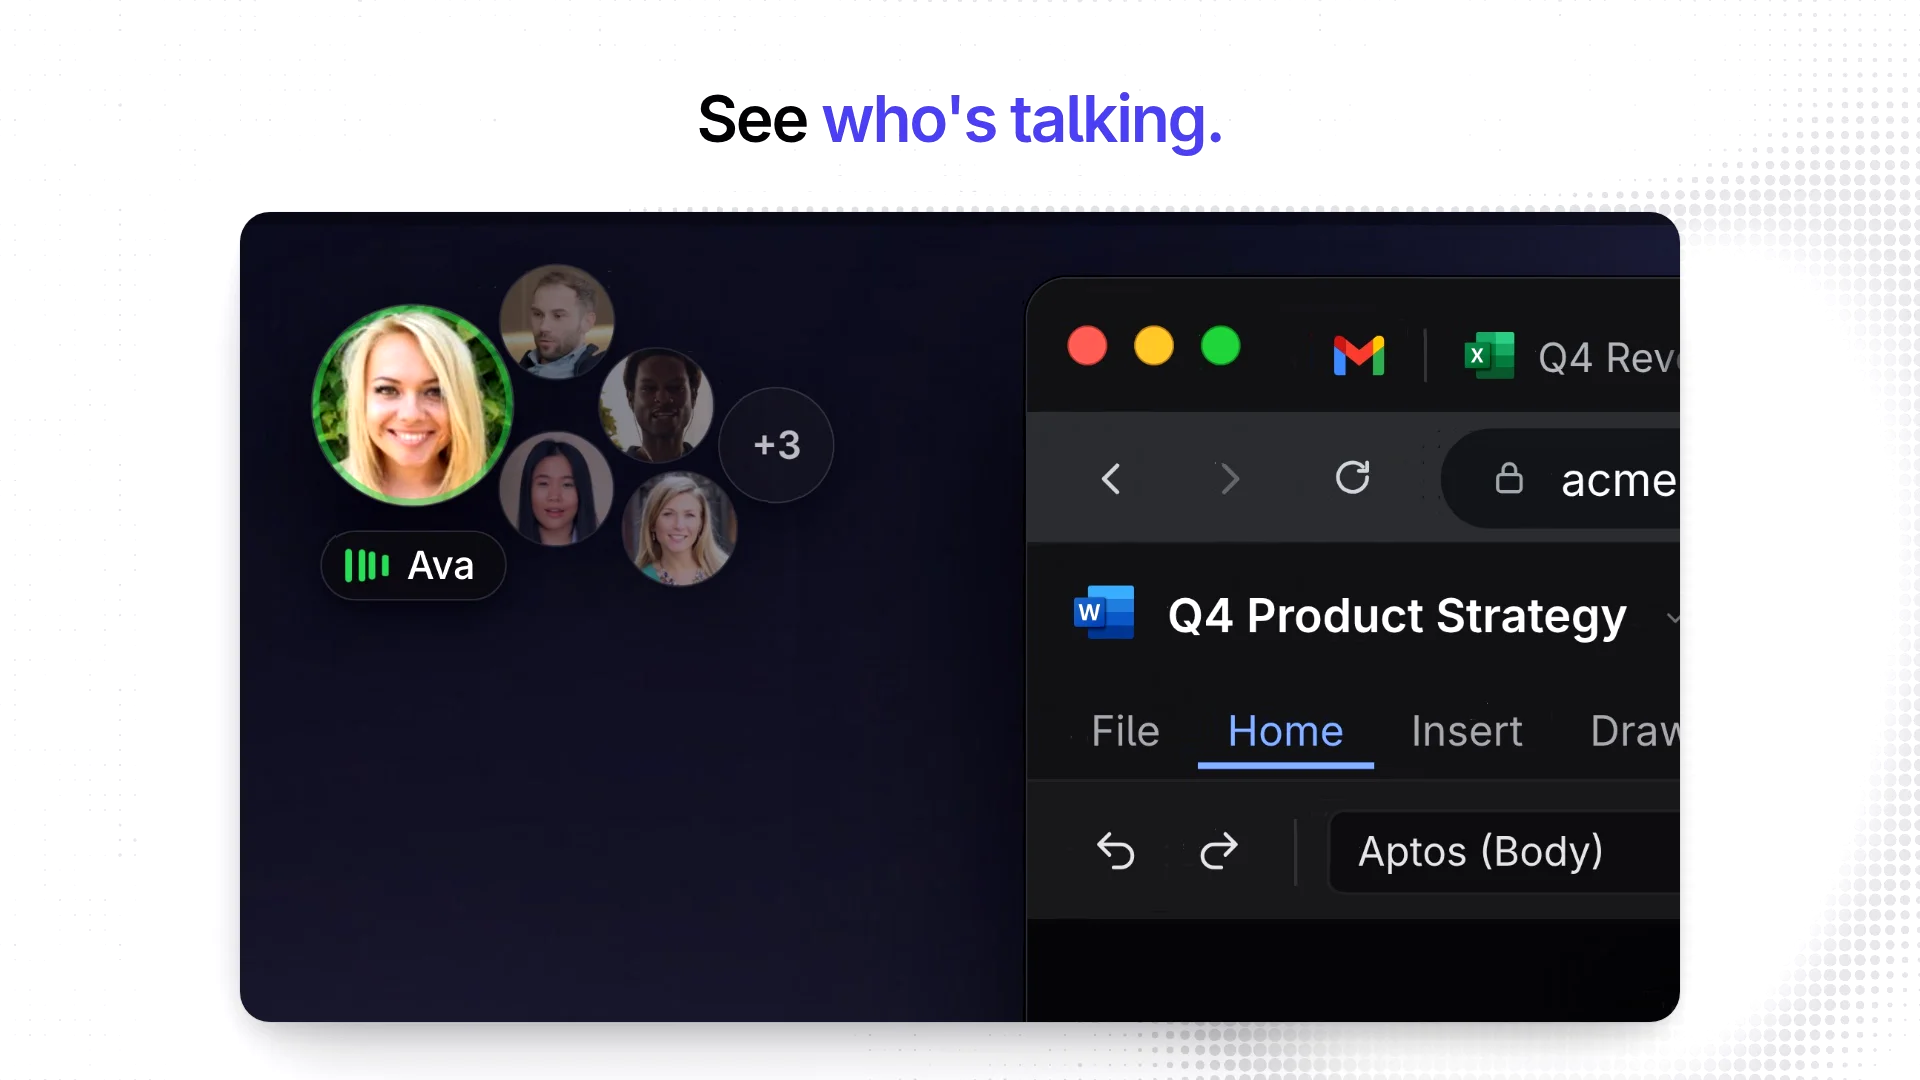 See who's talking.
+3
Ava
X
Q4 Rev
acme
W
Q4 Product Strategy
File Home Insert Draw
Aptos (Body)